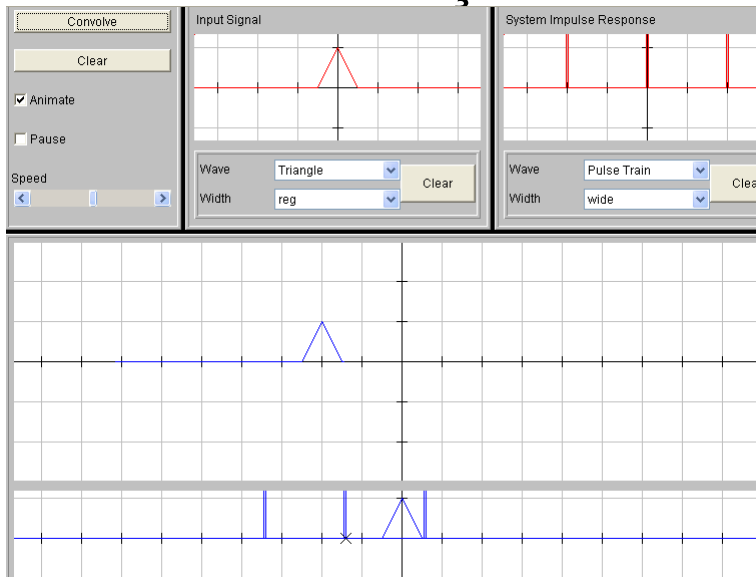 Convolve
Clear
Animate
Pause
Speed
Input Signal
Wave
Triangle
Width
reg
Clear
System Impulse Response
Wave
Pulse Train
Width
wide